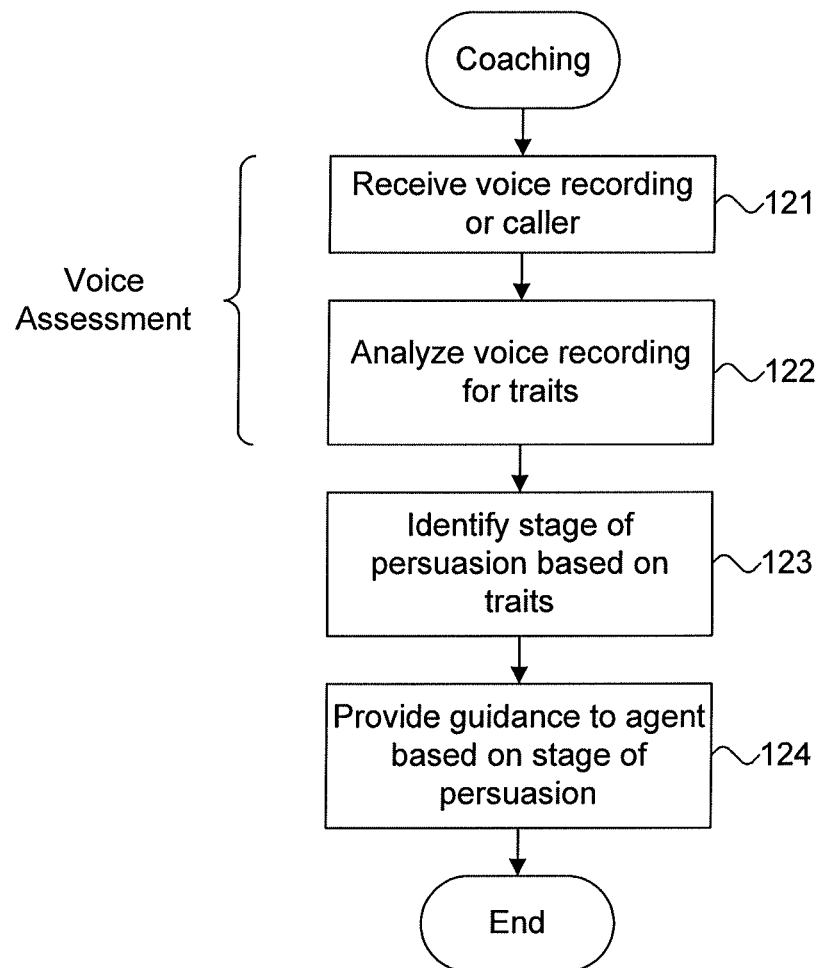 Coaching
Receive voice recording
or caller
121
Voice
Assessment
Analyze voice recording
for traits
122
Identify stage of
persuasion based on
traits
123
Provide guidance to agent
based on stage of
persuasion
124
End